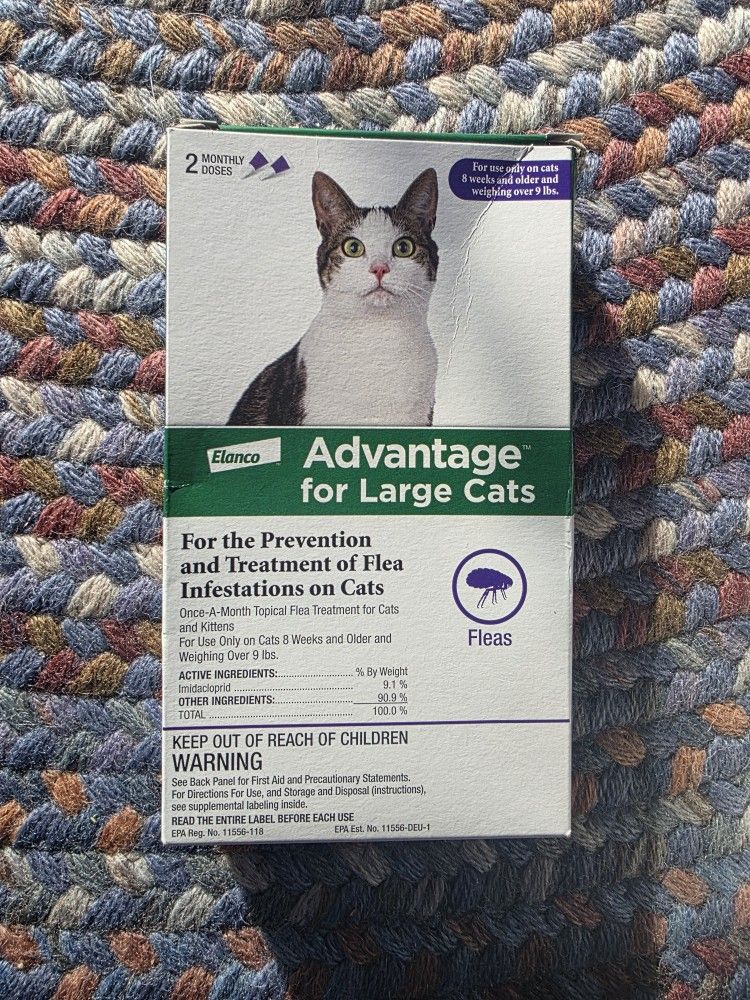 2 MONTHLY
DOSES
For use only on cats
8 weeks and older and
weighing over 9 lbs.
Elanco
Advantage™
for Large Cats
For the Prevention
and Treatment of Flea
Infestations on Cats
Once-A-Month Topical Flea Treatment for Cats
and Kittens
For Use Only on Cats 8 Weeks and Older and
Weighing Over 9 lbs.
Fleas
ACTIVE INGREDIENTS:........................ % By Weight
Imidacloprid ...................................... 9.1 %
OTHER INGREDIENTS:........................ 90.9 %
TOTAL .............................................. 100.0 %
KEEP OUT OF REACH OF CHILDREN
WARNING
See Back Panel for First Aid and Precautionary Statements.
For Directions For Use, and Storage and Disposal (instructions),
see supplemental labeling inside.
READ THE ENTIRE LABEL BEFORE EACH USE
EPA Reg. No. 11556-118 EPA Est. No. 11556-DEU-1